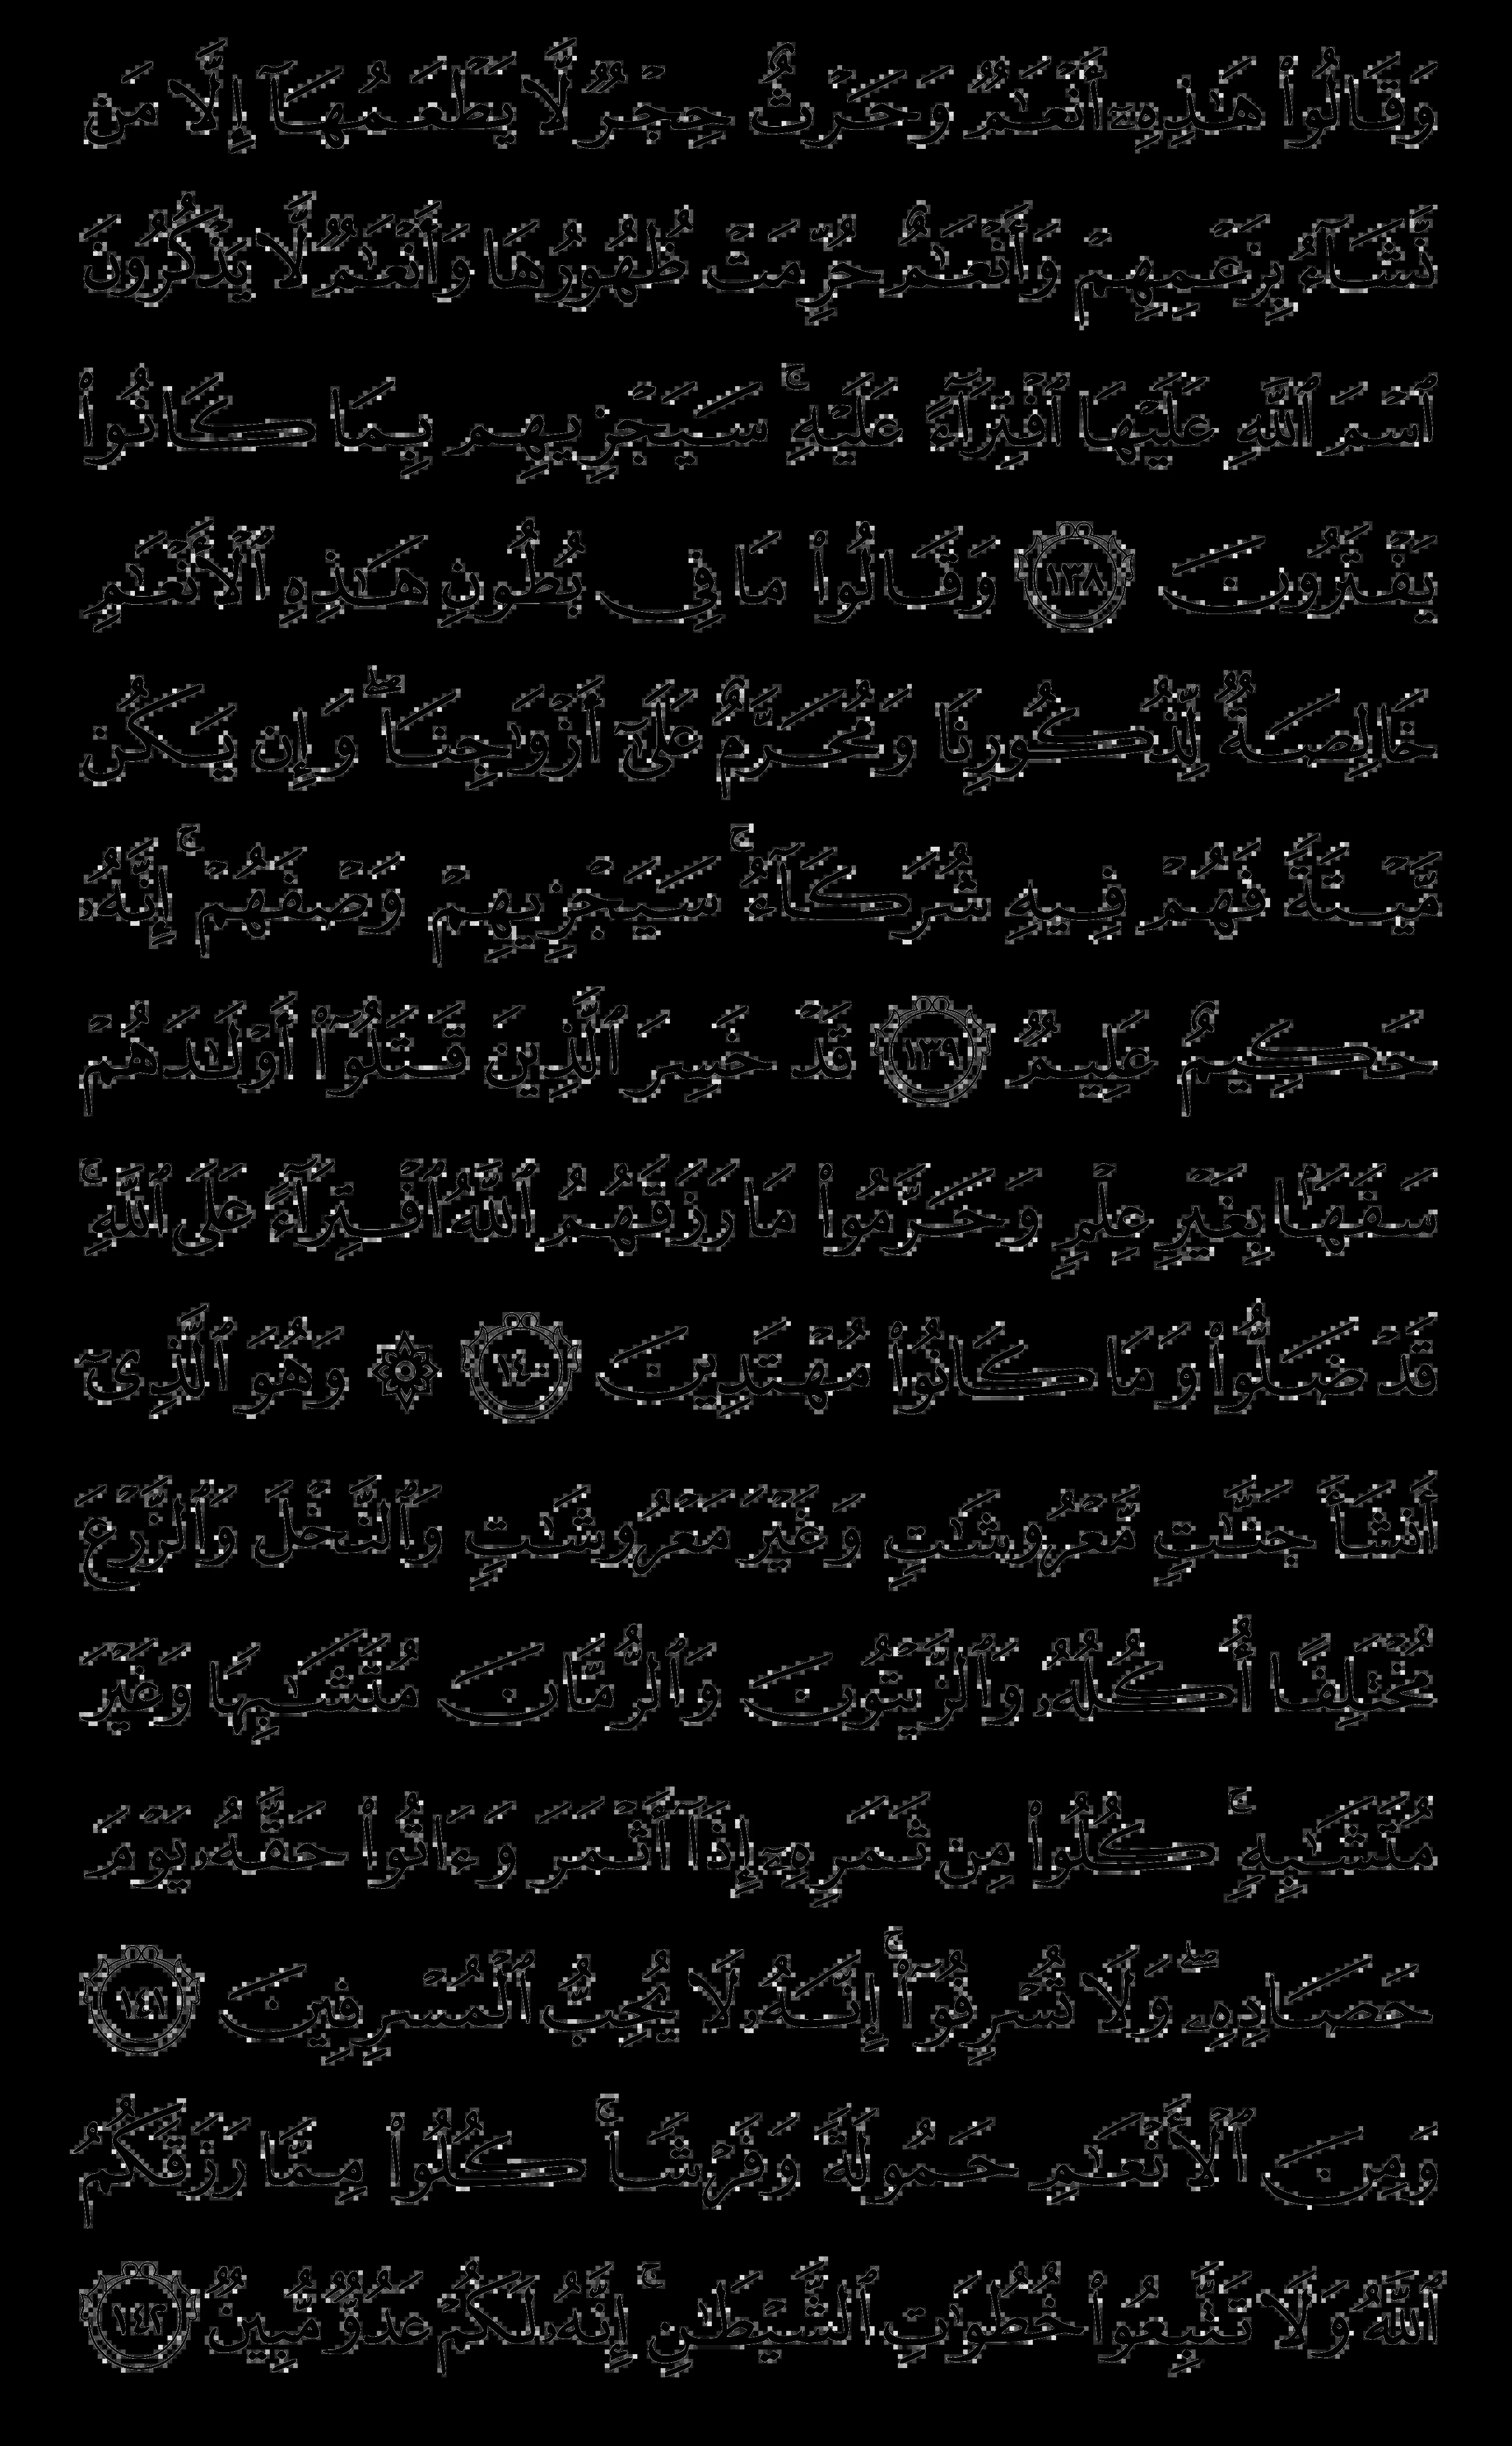 وَقَالُوا۟ هَـٰذِهِۦٓ أَنْعَـٰمٌ وَحَرْثٌ حِجْرٌ لَّا يَطْعَمُهَآ إِلَّا مَن
نَّشَآءُ بِزَعْمِهِمْ وَأَنْعَـٰمٌ حُرِّمَتْ ظُهُورُهَا وَأَنْعَـٰمٌ لَّا يَذْكُرُونَ
ٱسْمَ ٱللَّهِ عَلَيْهَا ٱفْتِرَآءً عَلَيْهِ ۚ سَيَجْزِيهِم بِمَا كَانُوا۟
يَفْتَرُونَ ١٣٨ وَقَالُوا۟ مَا فِى بُطُونِ هَـٰذِهِ ٱلْأَنْعَـٰمِ
خَالِصَةٌ لِّذُكُورِنَا وَمُحَرَّمٌ عَلَىٰٓ أَزْوَٰجِنَا ۖ وَإِن يَكُن
مَّيْتَةً فَهُمْ فِيهِ شُرَكَآءُ ۚ سَيَجْزِيهِمْ وَصْفَهُمْ ۚ إِنَّهُۥ
حَكِيمٌ عَلِيمٌ ١٣٩ قَدْ خَسِرَ ٱلَّذِينَ قَتَلُوٓا۟ أَوْلَـٰدَهُمْ
سَفَهًۢا بِغَيْرِ عِلْمٍ وَحَرَّمُوا۟ مَا رَزَقَهُمُ ٱللَّهُ ٱفْتِرَآءً عَلَى ٱللَّهِ ۚ
قَدْ ضَلُّوا۟ وَمَا كَانُوا۟ مُهْتَدِينَ ١٤٠ ۞ وَهُوَ ٱلَّذِىٓ
أَنشَأَ جَنَّـٰتٍ مَّعْرُوشَـٰتٍ وَغَيْرَ مَعْرُوشَـٰتٍ وَٱلنَّخْلَ وَٱلزَّرْعَ
مُخْتَلِفًا أُكُلُهُۥ وَٱلزَّيْتُونَ وَٱلرُّمَّانَ مُتَشَـٰبِهًا وَغَيْرَ
مُتَشَـٰبِهٍ ۚ كُلُوا۟ مِن ثَمَرِهِۦٓ إِذَآ أَثْمَرَ وَءَاتُوا۟ حَقَّهُۥ يَوْمَ
حَصَادِهِۦ ۖ وَلَا تُسْرِفُوٓا۟ ۚ إِنَّهُۥ لَا يُحِبُّ ٱلْمُسْرِفِينَ ١٤١
وَمِنَ ٱلْأَنْعَـٰمِ حَمُولَةً وَفَرْشًا ۚ كُلُوا۟ مِمَّا رَزَقَكُمُ
ٱللَّهُ وَلَا تَتَّبِعُوا۟ خُطُوَٰتِ ٱلشَّيْطَـٰنِ ۚ إِنَّهُۥ لَكُمْ عَدُوٌّ مُّبِينٌ ١٤٢